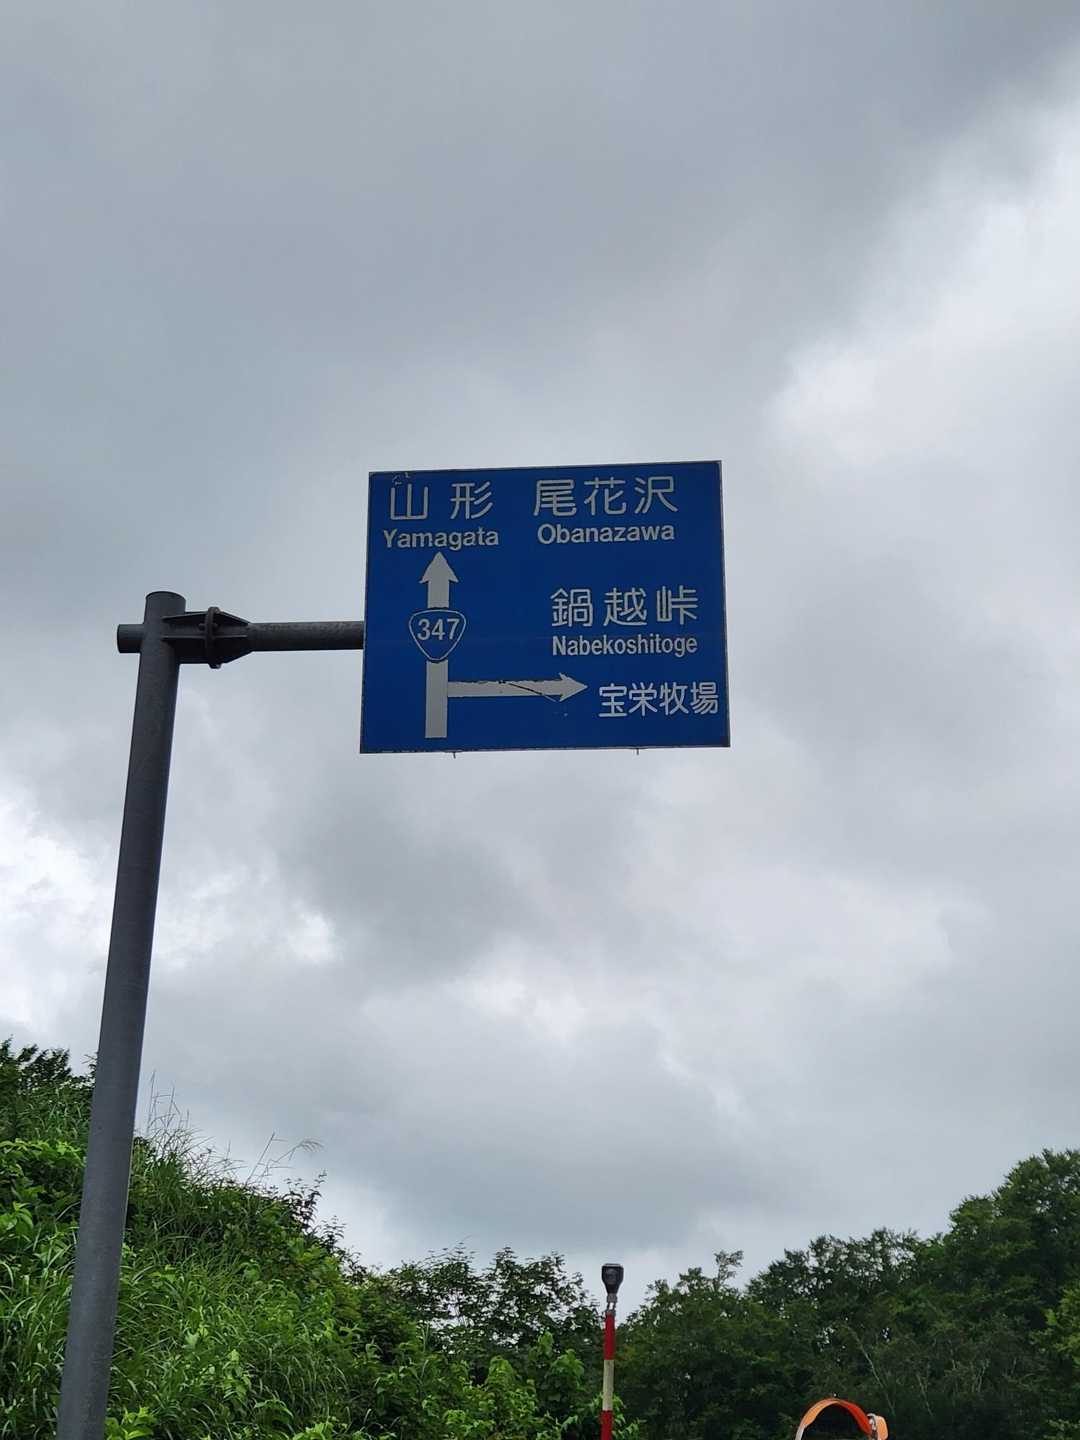 山形 尾花沢
Yamagata Obanazawa
鍋越峠
347
Nabekoshitoge
宝栄牧場